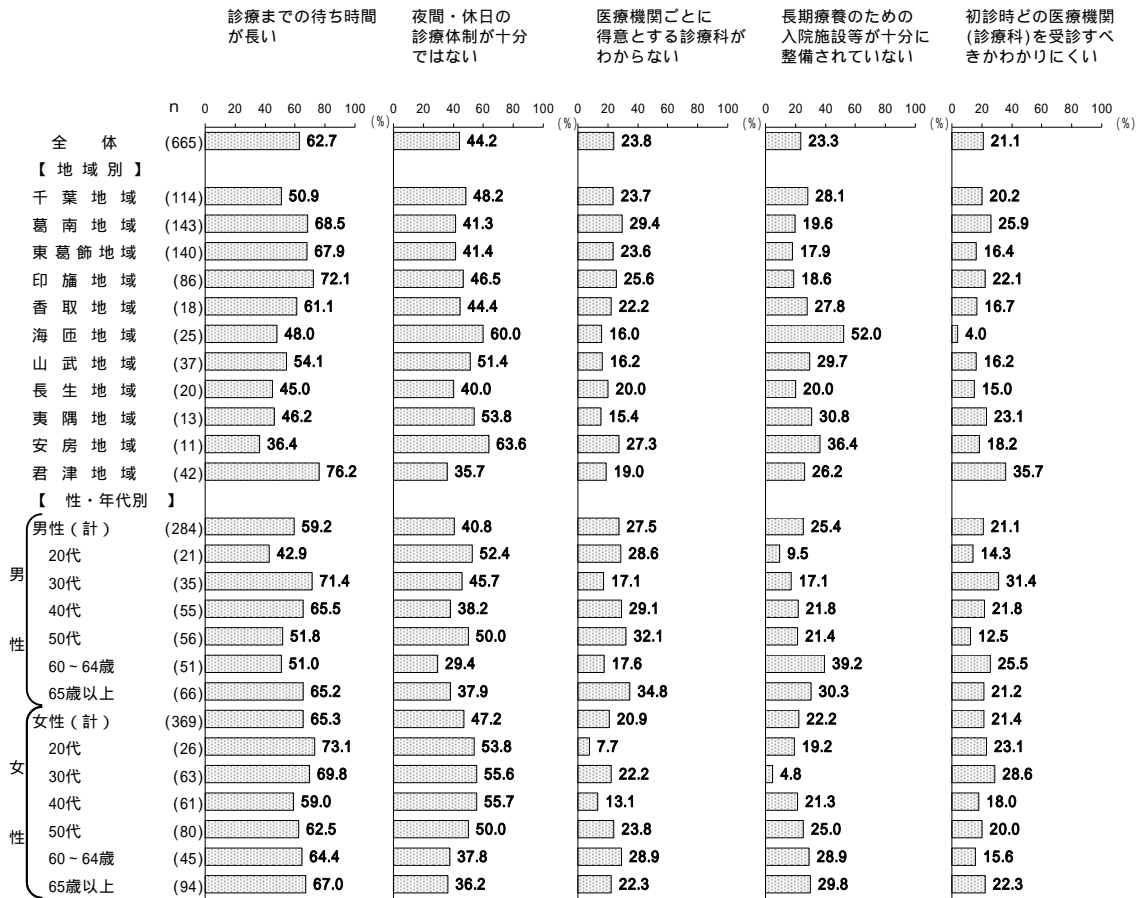 診療までの待ち時間
が長い
夜間・休日の
診療体制が十分
ではない
医療機関ごとに
得意とする診療科が
わからない
長期療養のための
入院施設等が十分に
整備されていない
初診時どの医療機関
(診療科)を受診すべ
きかわかりにくい
n 0 20 40 60 80 100 0 20 40 60 80 100 0 20 40 60 80 100 0 20 40 60 80 100 0 20 40 60 80 100
(%) (%) (%) (%) (%)
全体 (665) 62.7 44.2 23.8 23.3 21.1
【地域別】
千葉地域 (114) 50.9 48.2 23.7 28.1 20.2
葛南地域 (143) 68.5 41.3 29.4 19.6 25.9
東葛飾地域 (140) 67.9 41.4 23.6 17.9 16.4
印旛地域 (86) 72.1 46.5 25.6 18.6 22.1
香取地域 (18) 61.1 44.4 22.2 27.8 16.7
海匝地域 (25) 48.0 60.0 16.0 52.0 4.0
山武地域 (37) 54.1 51.4 16.2 29.7 16.2
長生地域 (20) 45.0 40.0 20.0 20.0 15.0
夷隅地域 (13) 46.2 53.8 15.4 30.8 23.1
安房地域 (11) 36.4 63.6 27.3 36.4 18.2
君津地域 (42) 76.2 35.7 19.0 26.2 35.7
【 性・年代別 】
男性
男性(計) (284) 59.2 40.8 27.5 25.4 21.1
20代 (21) 42.9 52.4 28.6 9.5 14.3
30代 (35) 71.4 45.7 17.1 17.1 31.4
40代 (55) 65.5 38.2 29.1 21.8 21.8
50代 (56) 51.8 50.0 32.1 21.4 12.5
60~64歳 (51) 51.0 29.4 17.6 39.2 25.5
65歳以上 (66) 65.2 37.9 34.8 30.3 21.2
女性
女性(計) (369) 65.3 47.2 20.9 22.2 21.4
20代 (26) 73.1 53.8 7.7 19.2 23.1
30代 (63) 69.8 55.6 22.2 4.8 28.6
40代 (61) 59.0 55.7 13.1 21.3 18.0
50代 (80) 62.5 50.0 23.8 25.0 20.0
60~64歳 (45) 64.4 37.8 28.9 28.9 15.6
65歳以上 (94) 67.0 36.2 22.3 29.8 22.3